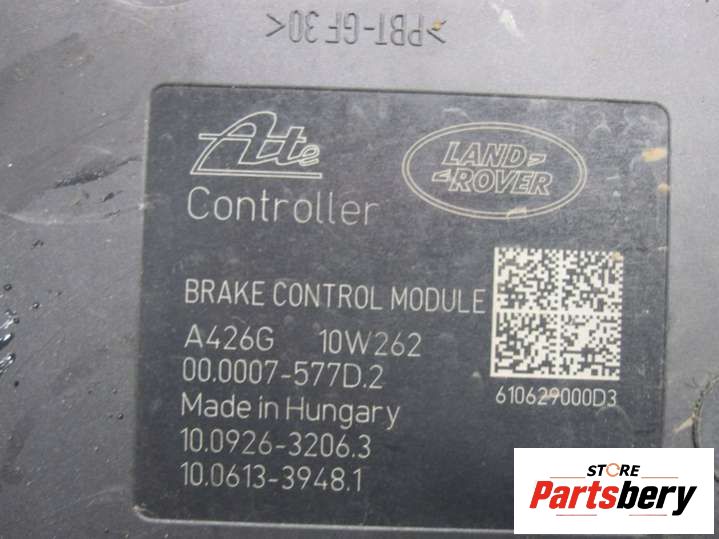 >PBT-GF30<
Ate
LAND
ROVER
Controller
BRAKE CONTROL MODULE
A426G 10W262
00.0007-577D.2
610629000D3
Made in Hungary
10.0926-3206.3
10.0613-3948.1
STORE
Partsbery